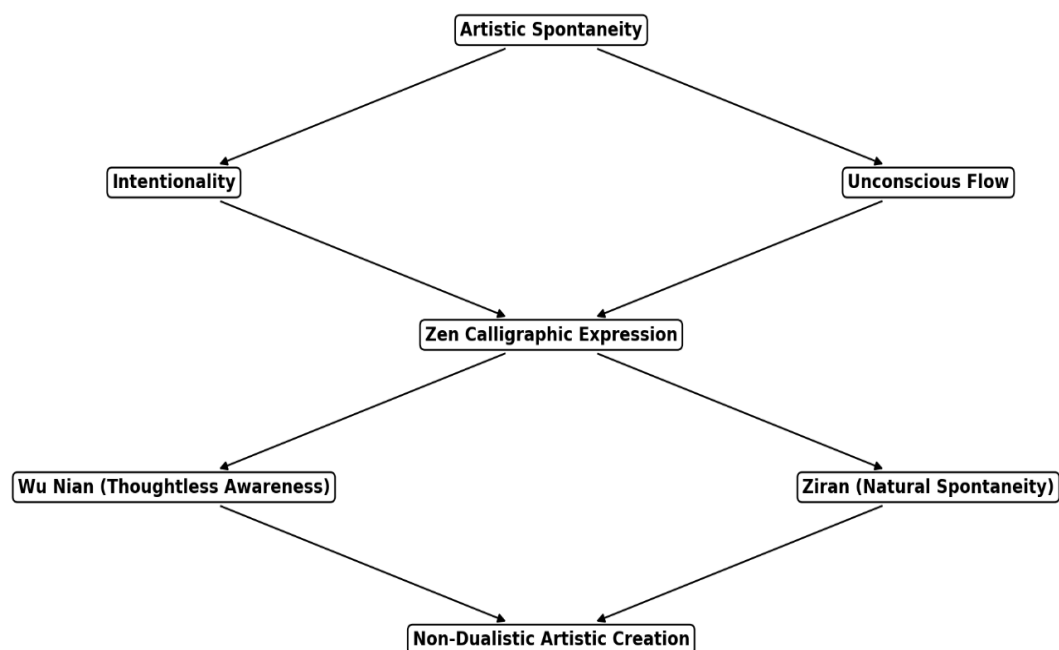 Artistic Spontaneity
Intentionality
Unconscious Flow
Zen Calligraphic Expression
Wu Nian (Thoughtless Awareness)
Ziran (Natural Spontaneity)
Non-Dualistic Artistic Creation